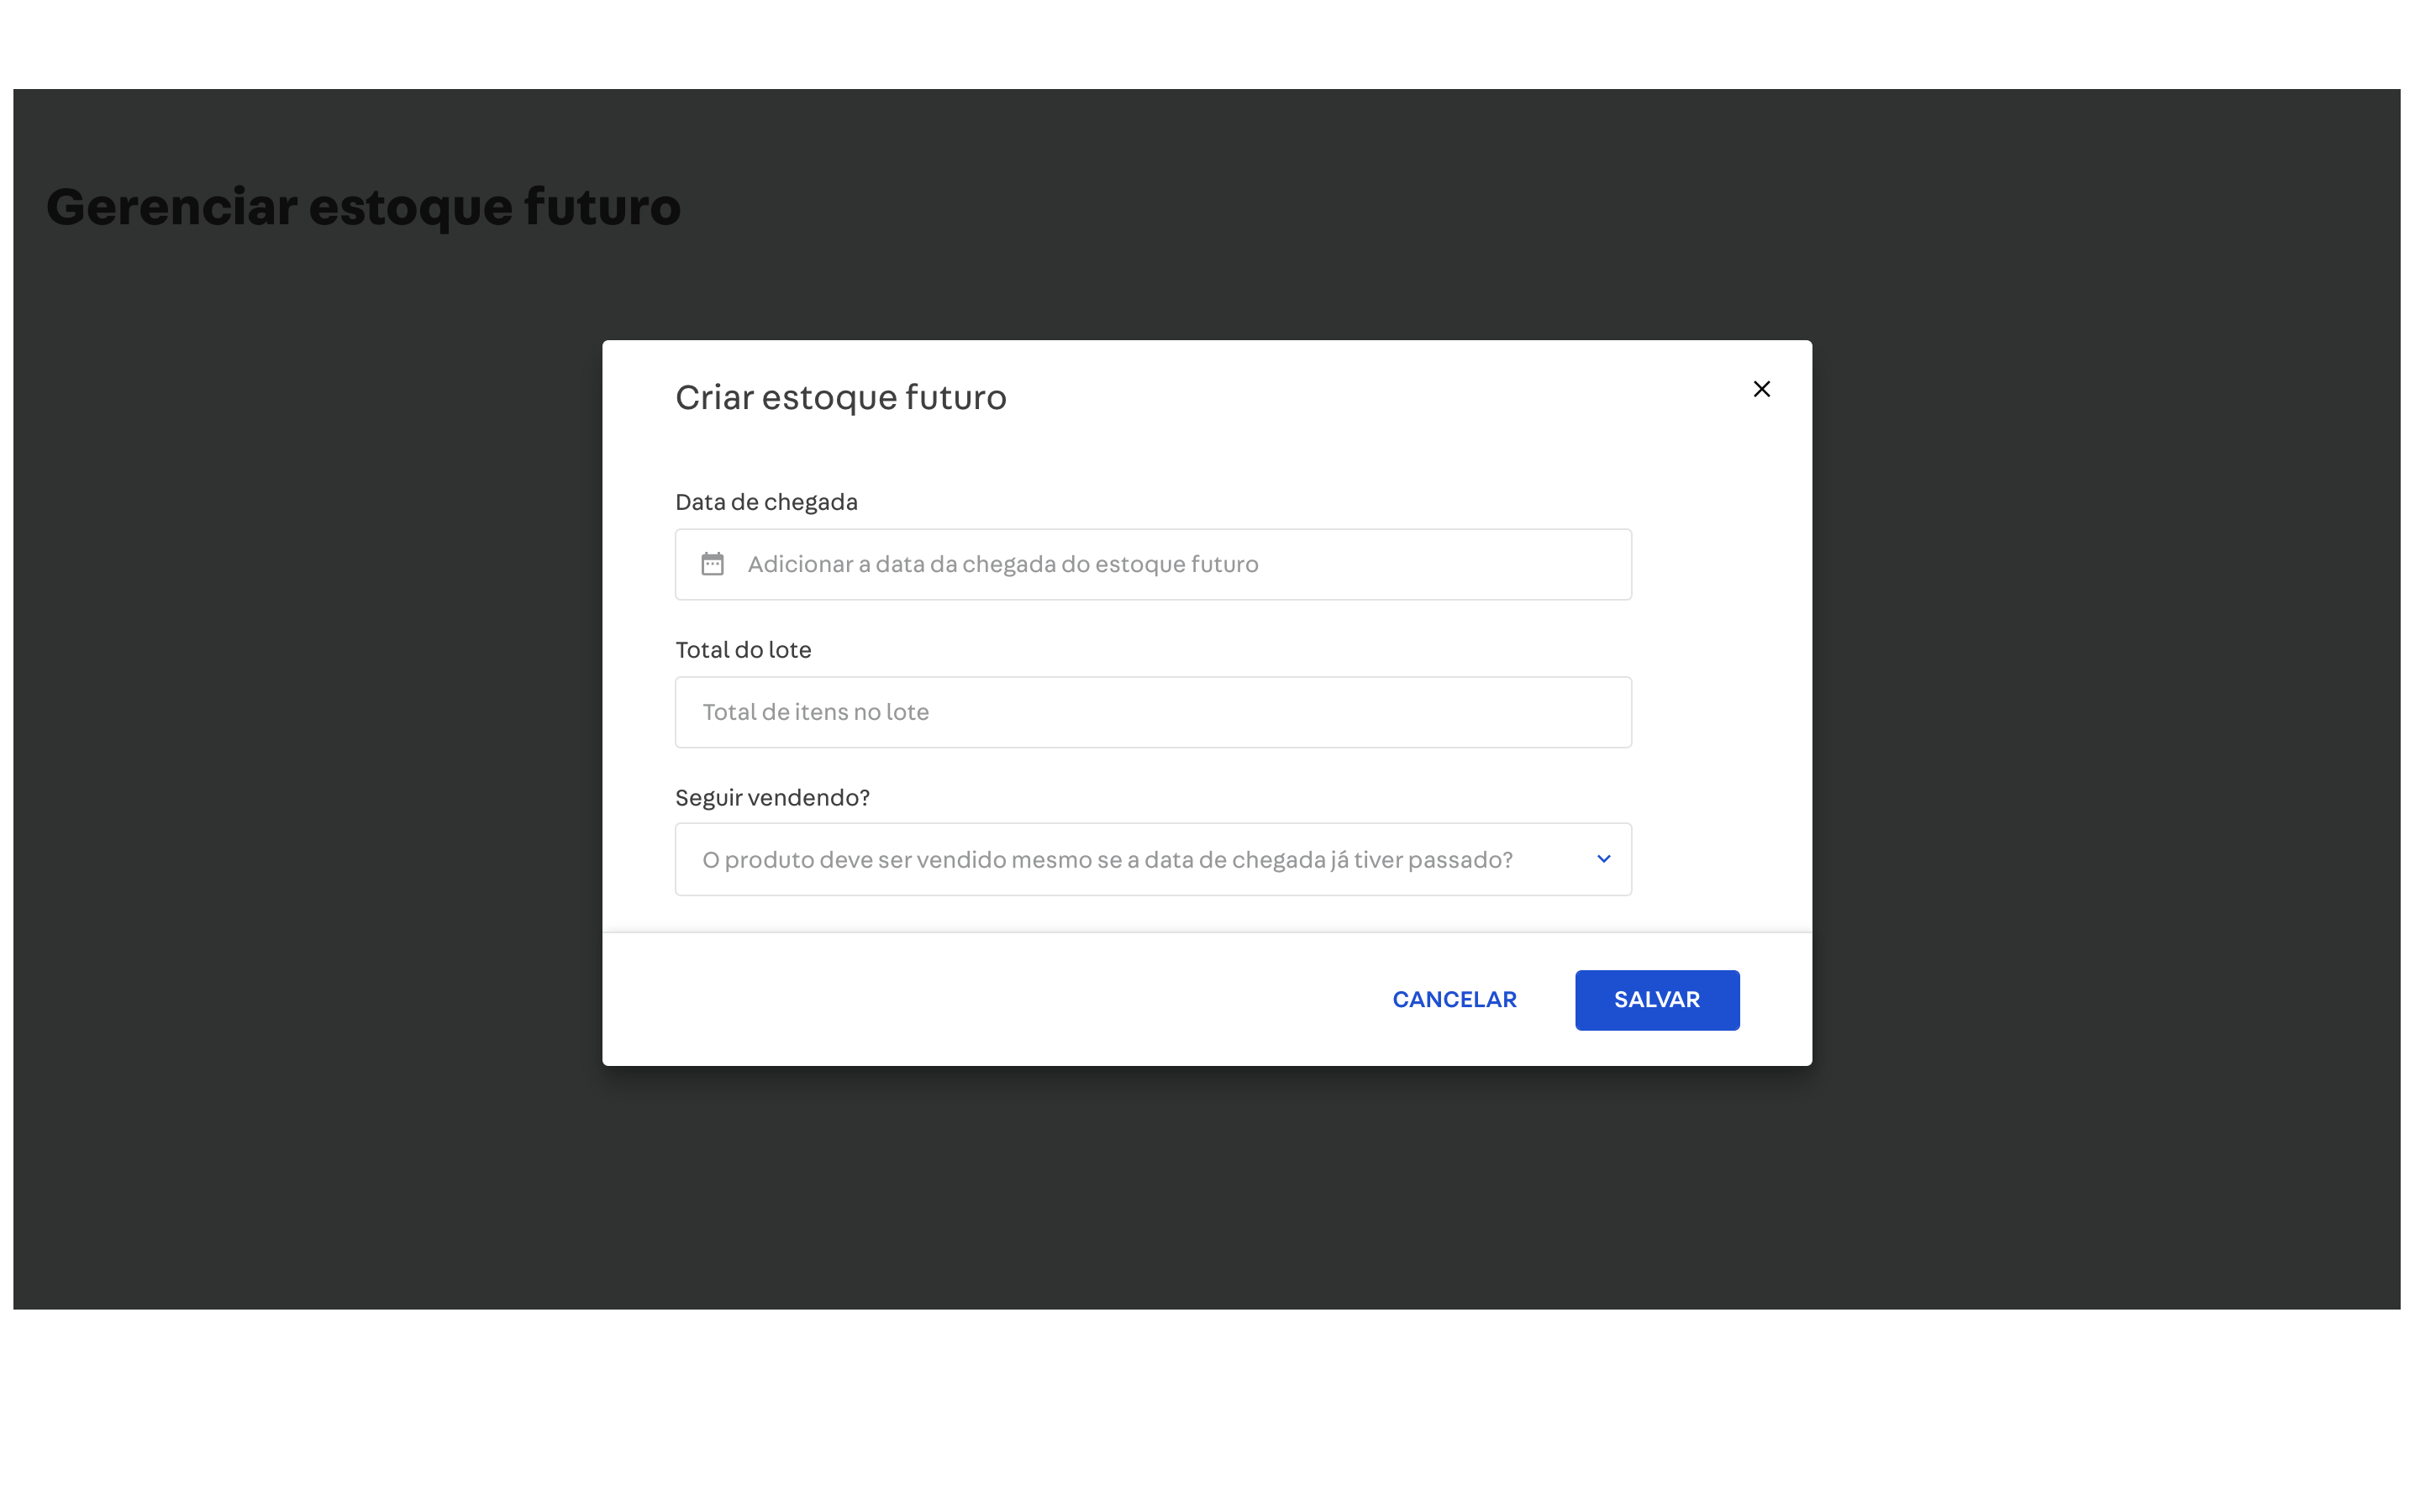 Gerenciar estoque futuro
Criar estoque futuro
Data de chegada
Adicionar a data da chegada do estoque futuro
Total do lote
Total de itens no lote
Seguir vendendo?
O produto deve ser vendido mesmo se a data de chegada já tiver passado?
CANCELAR
SALVAR